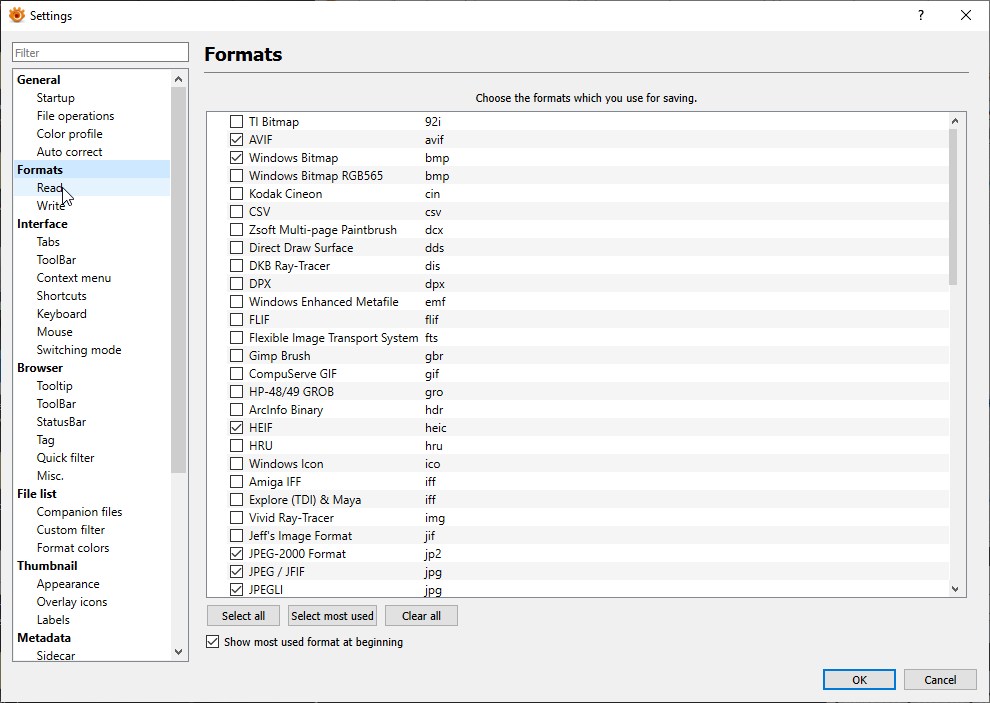 Settings
?
Filter
General
Startup
File operations
Color profile
Auto correct
Formats
Read
Write
Interface
Tabs
ToolBar
Context menu
Shortcuts
Keyboard
Mouse
Switching mode
Browser
Tooltip
ToolBar
StatusBar
Tag
Quick filter
Misc.
File list
Companion files
Custom filter
Format colors
Thumbnail
Appearance
Overlay icons
Labels
Metadata
Sidecar
Formats
Choose the formats which you use for saving.
TI Bitmap 92i
AVIF avif
Windows Bitmap bmp
Windows Bitmap RGB565 bmp
Kodak Cineon cin
CSV csv
Zsoft Multi-page Paintbrush dcx
Direct Draw Surface dds
DKB Ray-Tracer dis
DPX dpx
Windows Enhanced Metafile emf
FLIF flif
Flexible Image Transport System fts
Gimp Brush gbr
CompuServe GIF gif
HP-48/49 GROB gro
ArcInfo Binary hdr
HEIF heic
HRU hru
Windows Icon ico
Amiga IFF iff
Explore (TDI) & Maya iff
Vivid Ray-Tracer img
Jeff's Image Format jif
JPEG-2000 Format jp2
JPEG / JFIF jpg
JPEGLI jpg
Select all Select most used Clear all
Show most used format at beginning
OK Cancel